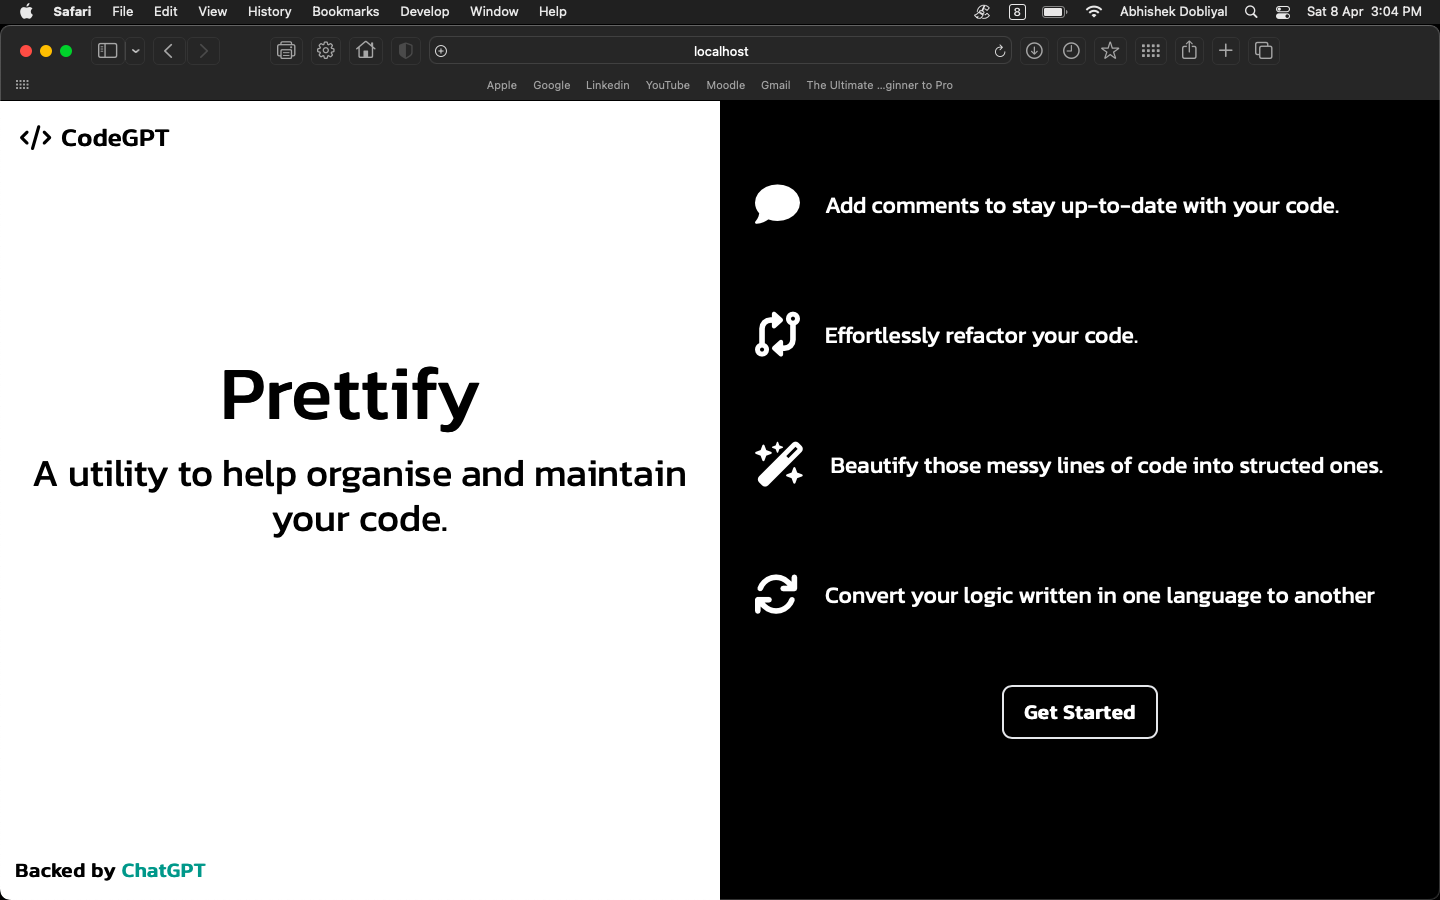 Safari File Edit View History Bookmarks Develop Window Help 8 Abhishek Dobliyal Sat 8 Apr 3:04 PM
localhost
Apple Google Linkedin YouTube Moodle Gmail The Ultimate ...ginner to Pro
</> CodeGPT
Prettify
A utility to help organise and maintain
your code.
Backed by ChatGPT
Add comments to stay up-to-date with your code.
Effortlessly refactor your code.
Beautify those messy lines of code into structed ones.
Convert your logic written in one language to another
Get Started